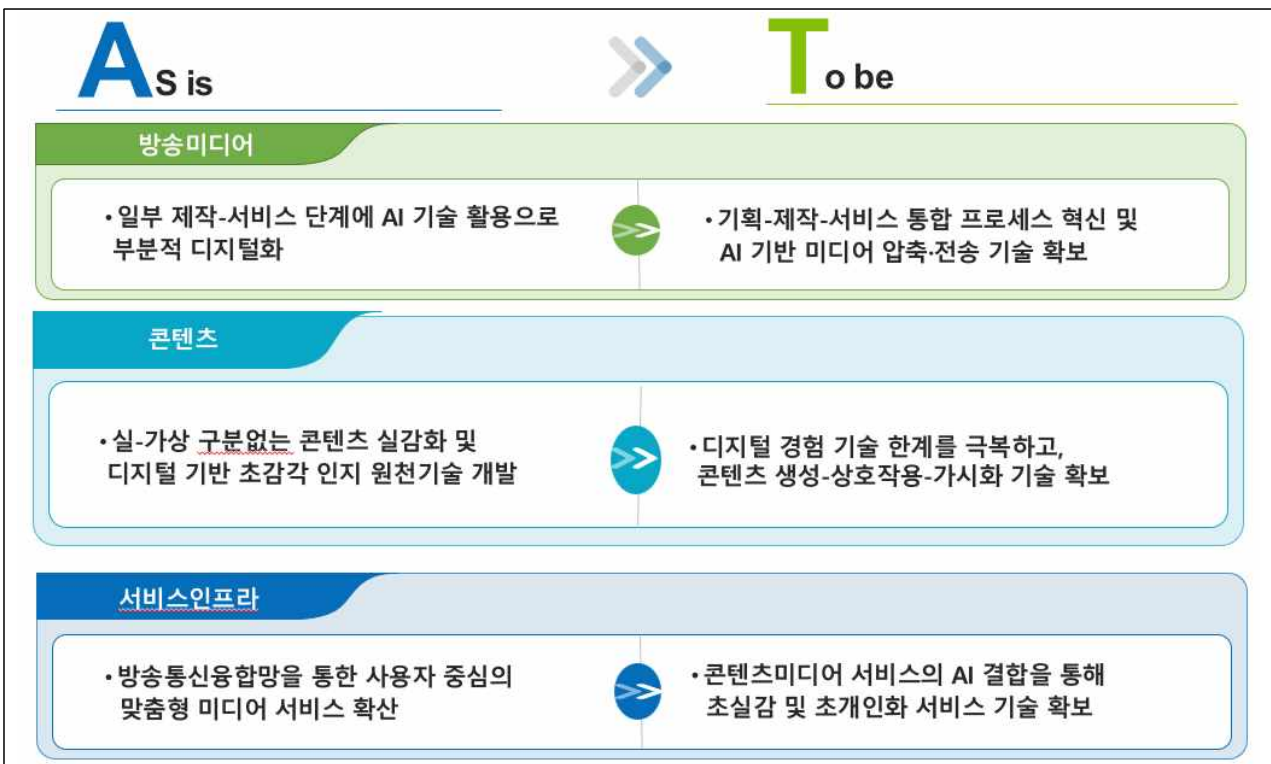 As is
To be
방송미디어
• 일부 제작-서비스 단계에 AI 기술 활용으로
부분적 디지털화
• 기획-제작-서비스 통합 프로세스 혁신 및
AI 기반 미디어 압축·전송 기술 확보
콘텐츠
• 실-가상 구분없는 콘텐츠 실감화 및
디지털 기반 초감각 인지 원천기술 개발
• 디지털 경험 기술 한계를 극복하고,
콘텐츠 생성-상호작용-가시화 기술 확보
서비스인프라
• 방송통신융합망을 통한 사용자 중심의
맞춤형 미디어 서비스 확산
• 콘텐츠미디어 서비스의 AI 결합을 통해
초실감 및 초개인화 서비스 기술 확보